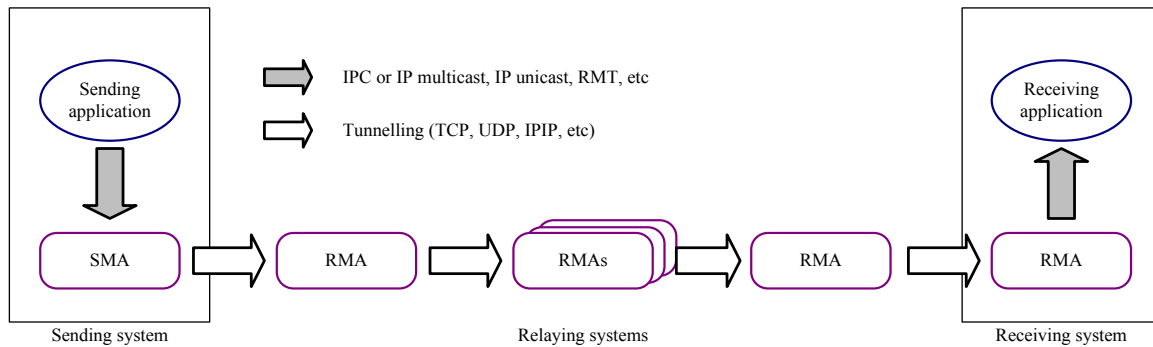 Sending
application
IPC or IP multicast, IP unicast, RMT, etc
Tunnelling (TCP, UDP, IPIP, etc)
Receiving
application
SMA
RMA
RMAs
RMA
RMA
Sending system
Relaying systems
Receiving system